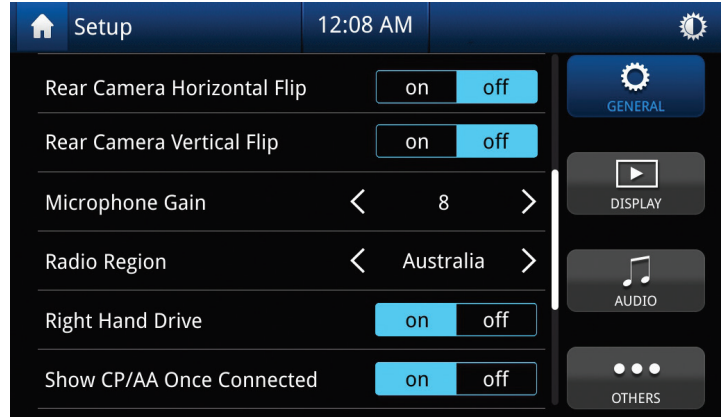 Setup 12:08 AM
Rear Camera Horizontal Flip on off
Rear Camera Vertical Flip on off
Microphone Gain 8
Radio Region Australia
Right Hand Drive on off
Show CP/AA Once Connected on off
GENERAL
DISPLAY
AUDIO
OTHERS